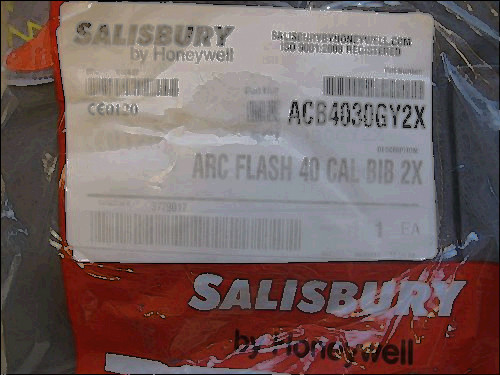 SALISBURY
by Honeywell
SALISBURYBYHONEYWELL.COM
ISO 9001:2008 REGISTERED
CE0120
ACB4030GY2X
DESCRIPTION
ARC FLASH 40 CAL BIB 2X
1 EA
SALISBURY
by Honeywell